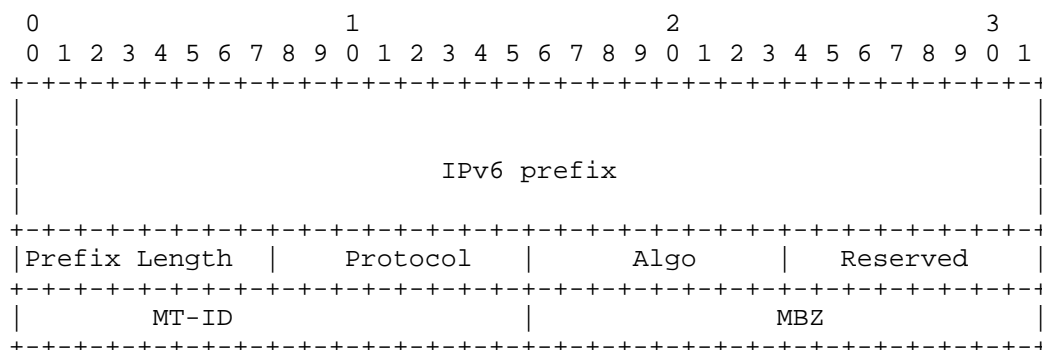 0                   1                   2                   3
 0 1 2 3 4 5 6 7 8 9 0 1 2 3 4 5 6 7 8 9 0 1 2 3 4 5 6 7 8 9 0 1
+-+-+-+-+-+-+-+-+-+-+-+-+-+-+-+-+-+-+-+-+-+-+-+-+-+-+-+-+-+-+-+-+
|                                                               |
|                                                               |
|                          IPv6 prefix                          |
|                                                               |
+-+-+-+-+-+-+-+-+-+-+-+-+-+-+-+-+-+-+-+-+-+-+-+-+-+-+-+-+-+-+-+-+
|Prefix Length  |    Protocol   |      Algo     |   Reserved    |
+-+-+-+-+-+-+-+-+-+-+-+-+-+-+-+-+-+-+-+-+-+-+-+-+-+-+-+-+-+-+-+-+
|        MT-ID                  |               MBZ             |
+-+-+-+-+-+-+-+-+-+-+-+-+-+-+-+-+-+-+-+-+-+-+-+-+-+-+-+-+-+-+-+-+